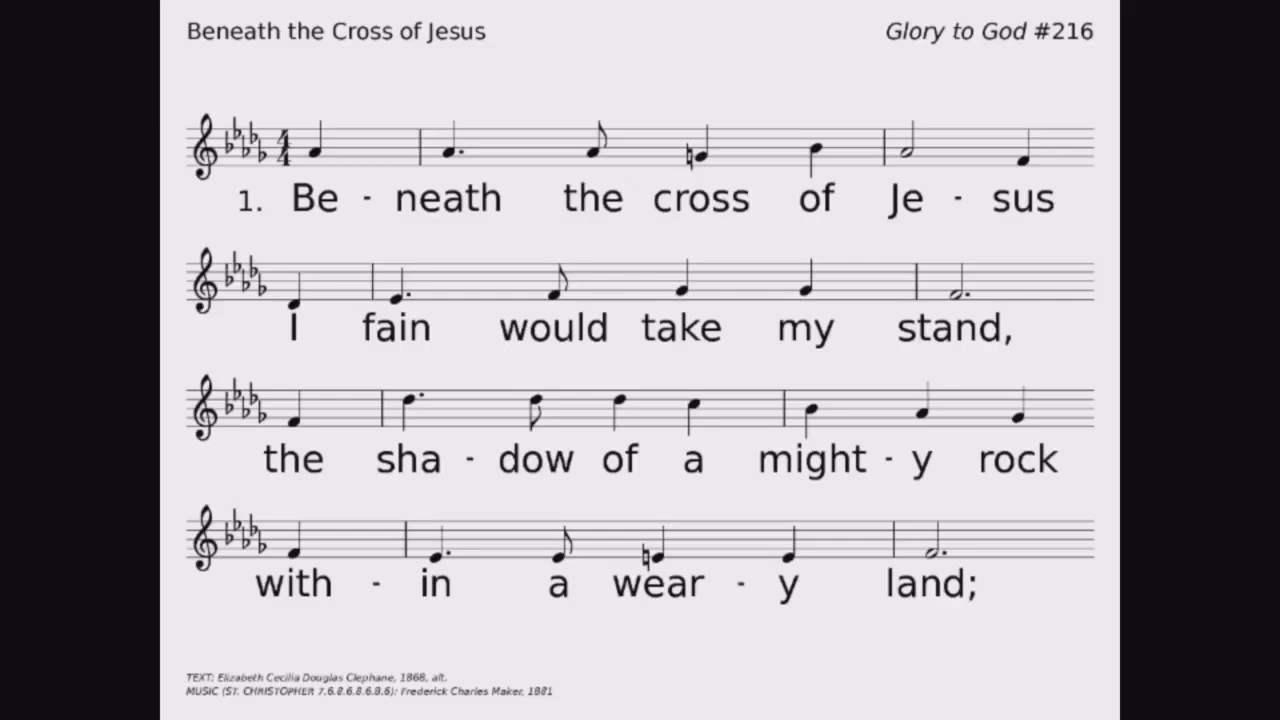 Beneath the Cross of Jesus
Glory to God #216
4
4
1. Be - neath the cross of Je - sus
I fain would take my stand,
the sha - dow of a might - y rock
with - in a wear - y land;
TEXT: Elizabeth Cecilia Douglas Clephane, 1868, alt.
MUSIC (ST. CHRISTOPHER 7.6.8.6.8.6.8.6): Frederick Charles Maker, 1881